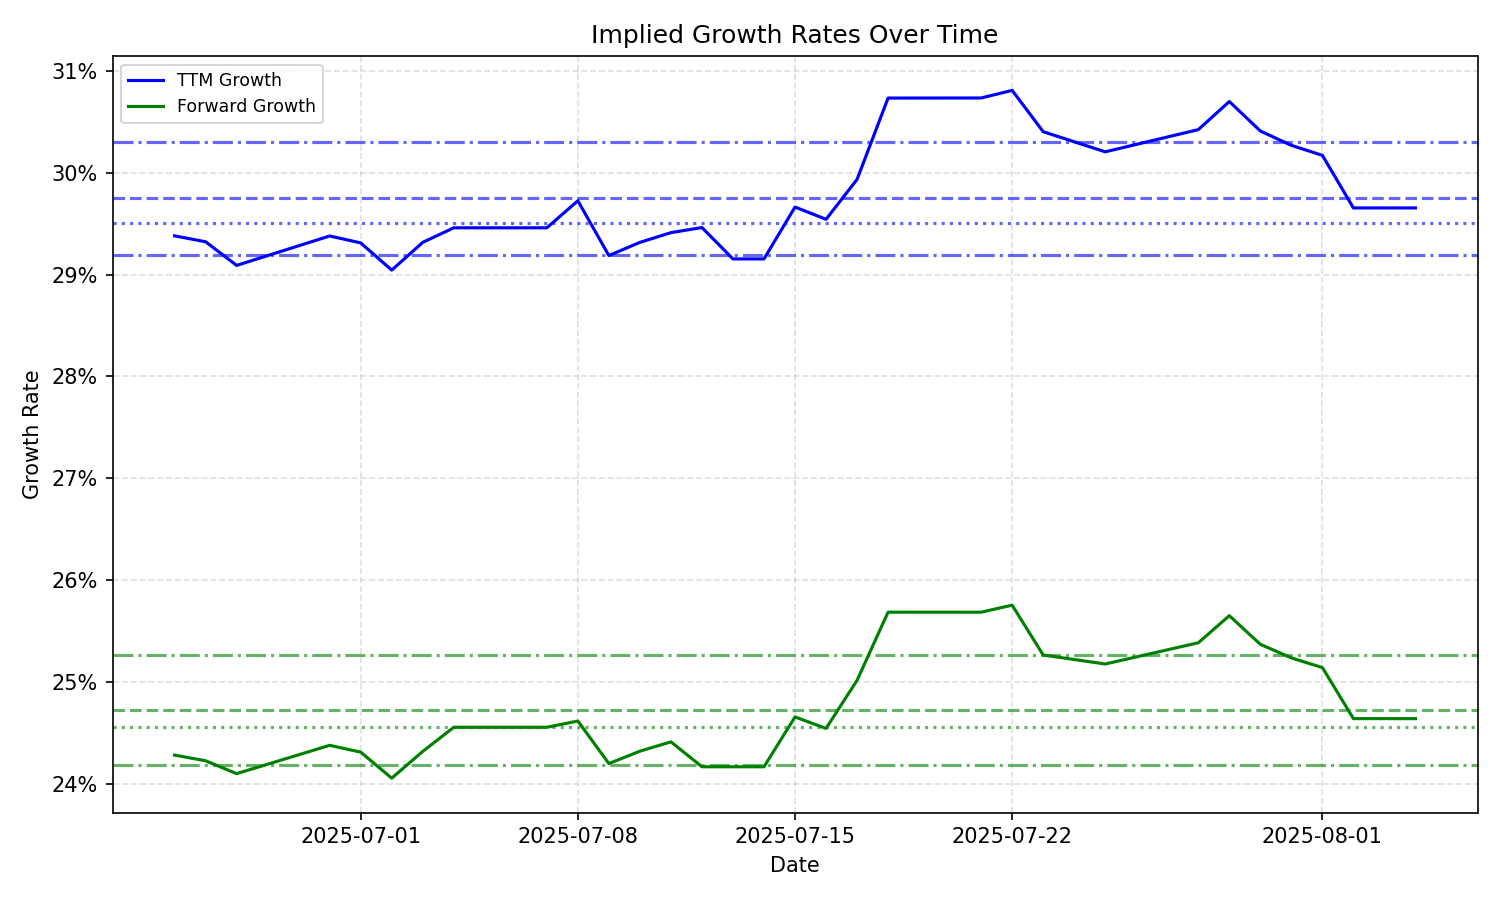 Implied Growth Rates Over Time
TTM Growth
Forward Growth
Growth Rate
31%
30%
29%
28%
27%
26%
25%
24%
2025-07-01
2025-07-08
2025-07-15
2025-07-22
2025-08-01
Date